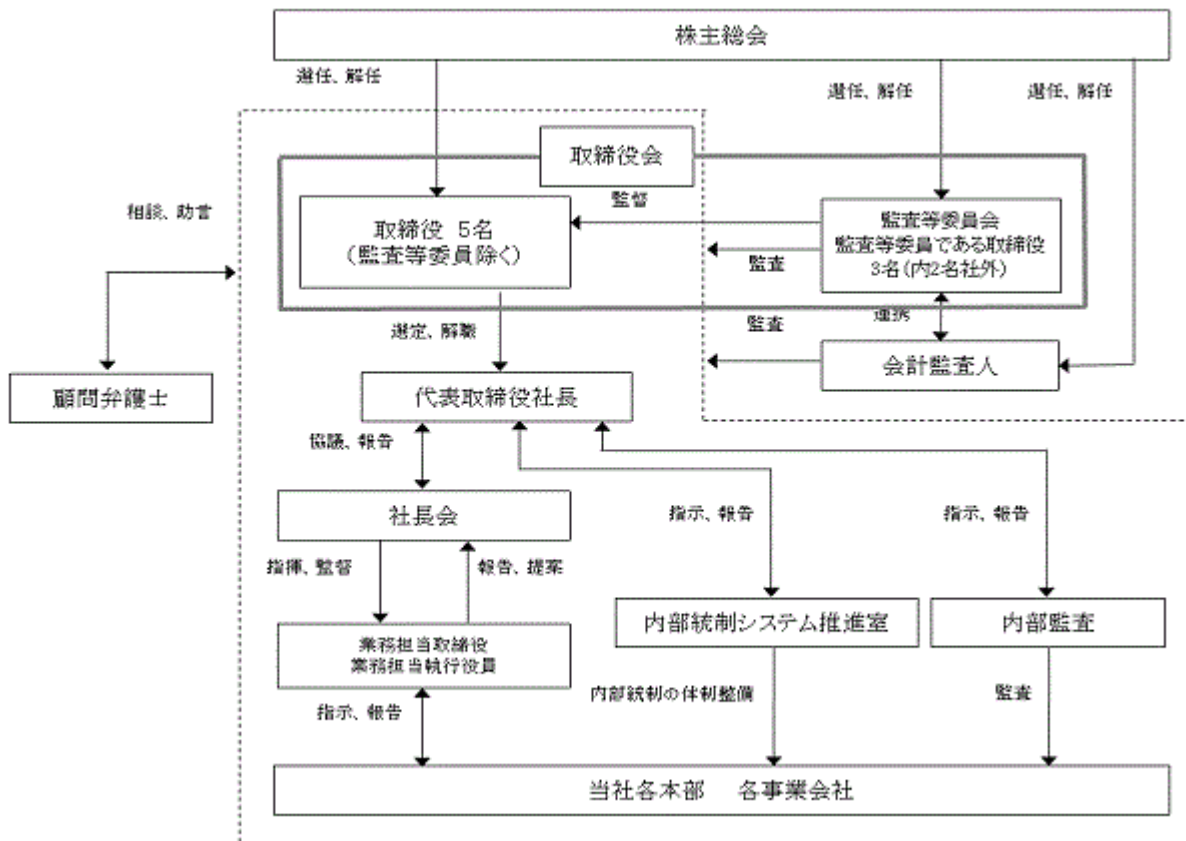 株主総会
選任、解任
選任、解任
選任、解任
取締役会
監督
相談、助言
取締役 5名
(監査等委員除く)
監査等委員会
監査等委員である取締役
3名(内2名社外)
監査
選定、解職
監査
連携
会計監査人
顧問弁護士
代表取締役社長
協議、報告
社長会
指示、報告
指示、報告
指揮、監督
報告、提案
内部統制システム推進室
内部監査
業務担当取締役
業務担当執行役員
内部統制の体制整備
監査
指示、報告
当社各本部 各事業会社